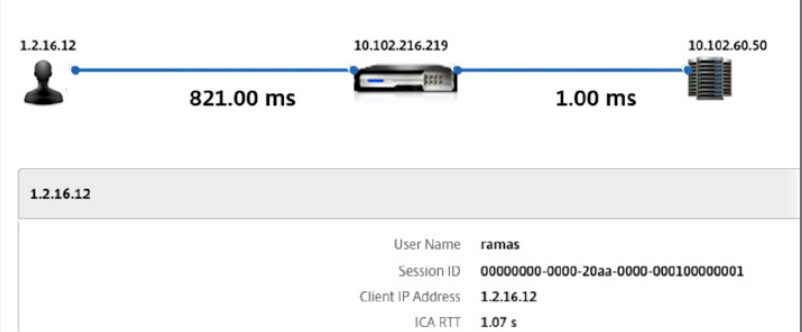 1.2.16.12 10.102.216.219 10.102.60.50
821.00 ms 1.00 ms
1.2.16.12
User Name ramas
Session ID 00000000-0000-20aa-0000-000100000001
Client IP Address 1.2.16.12
ICA RTT 1.07 s